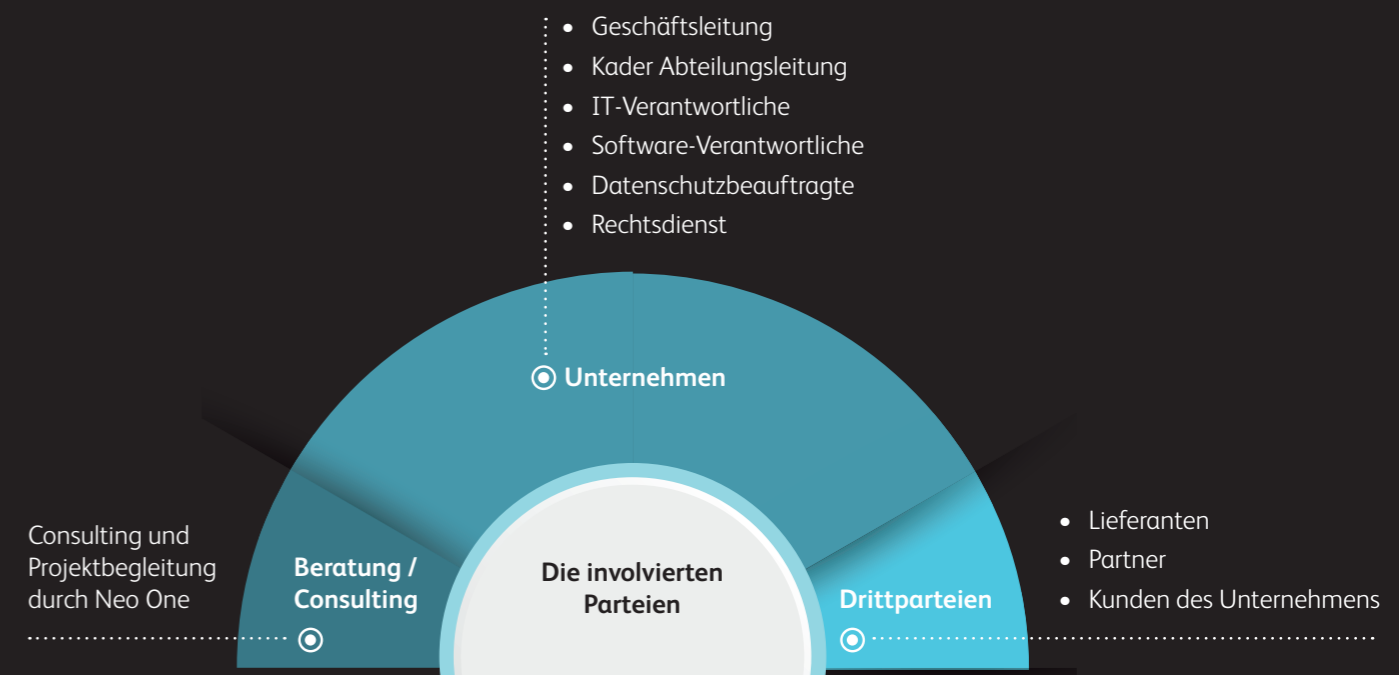 • Geschäftsleitung
• Kader Abteilungsleitung
• IT-Verantwortliche
• Software-Verantwortliche
• Datenschutzbeauftragte
• Rechtsdienst
Unternehmen
Consulting und
Projektbegleitung
durch Neo One
Beratung /
Consulting
Die involvierten
Parteien
Drittparteien
• Lieferanten
• Partner
• Kunden des Unternehmens